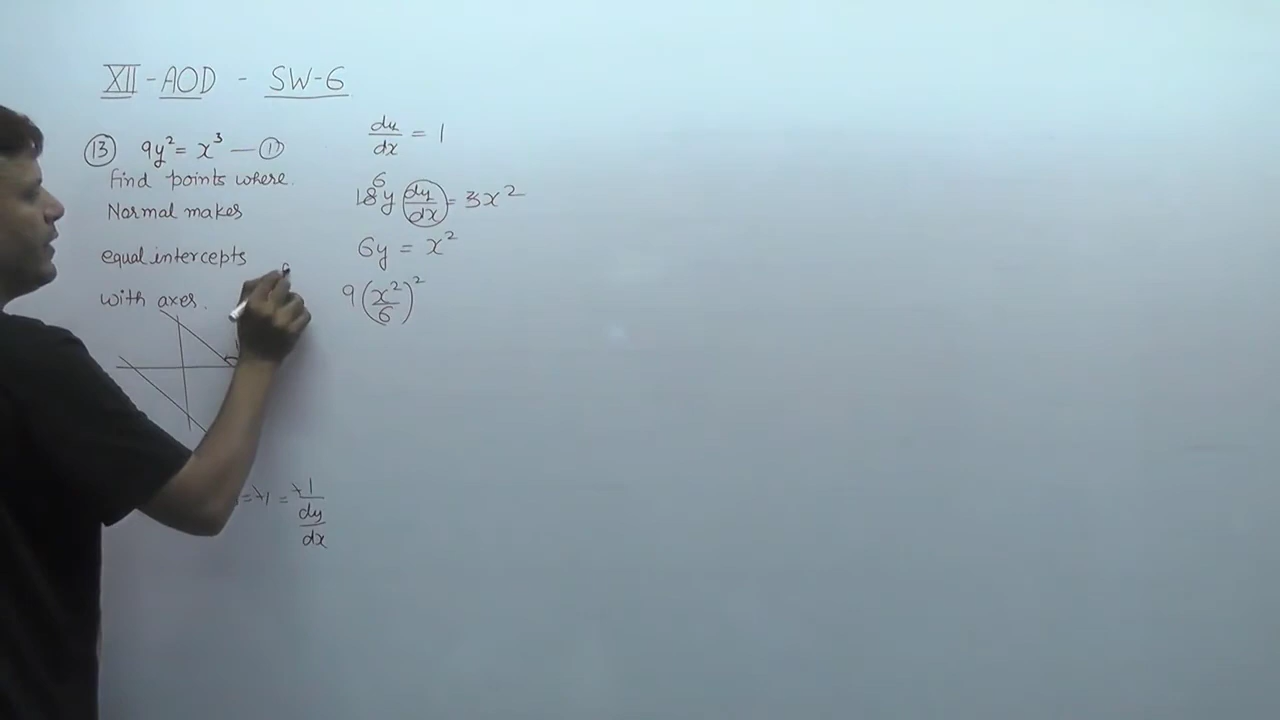 XII - AOD - SW-6
(13) 9y² = x³ — (1)
Find points where
Normal makes
equal intercepts
with axes.
= -1 = -1/(dy/dx)
dy/dx = 1
6
18y dy/dx = 3x²
6y = x²
9(x²/6)²